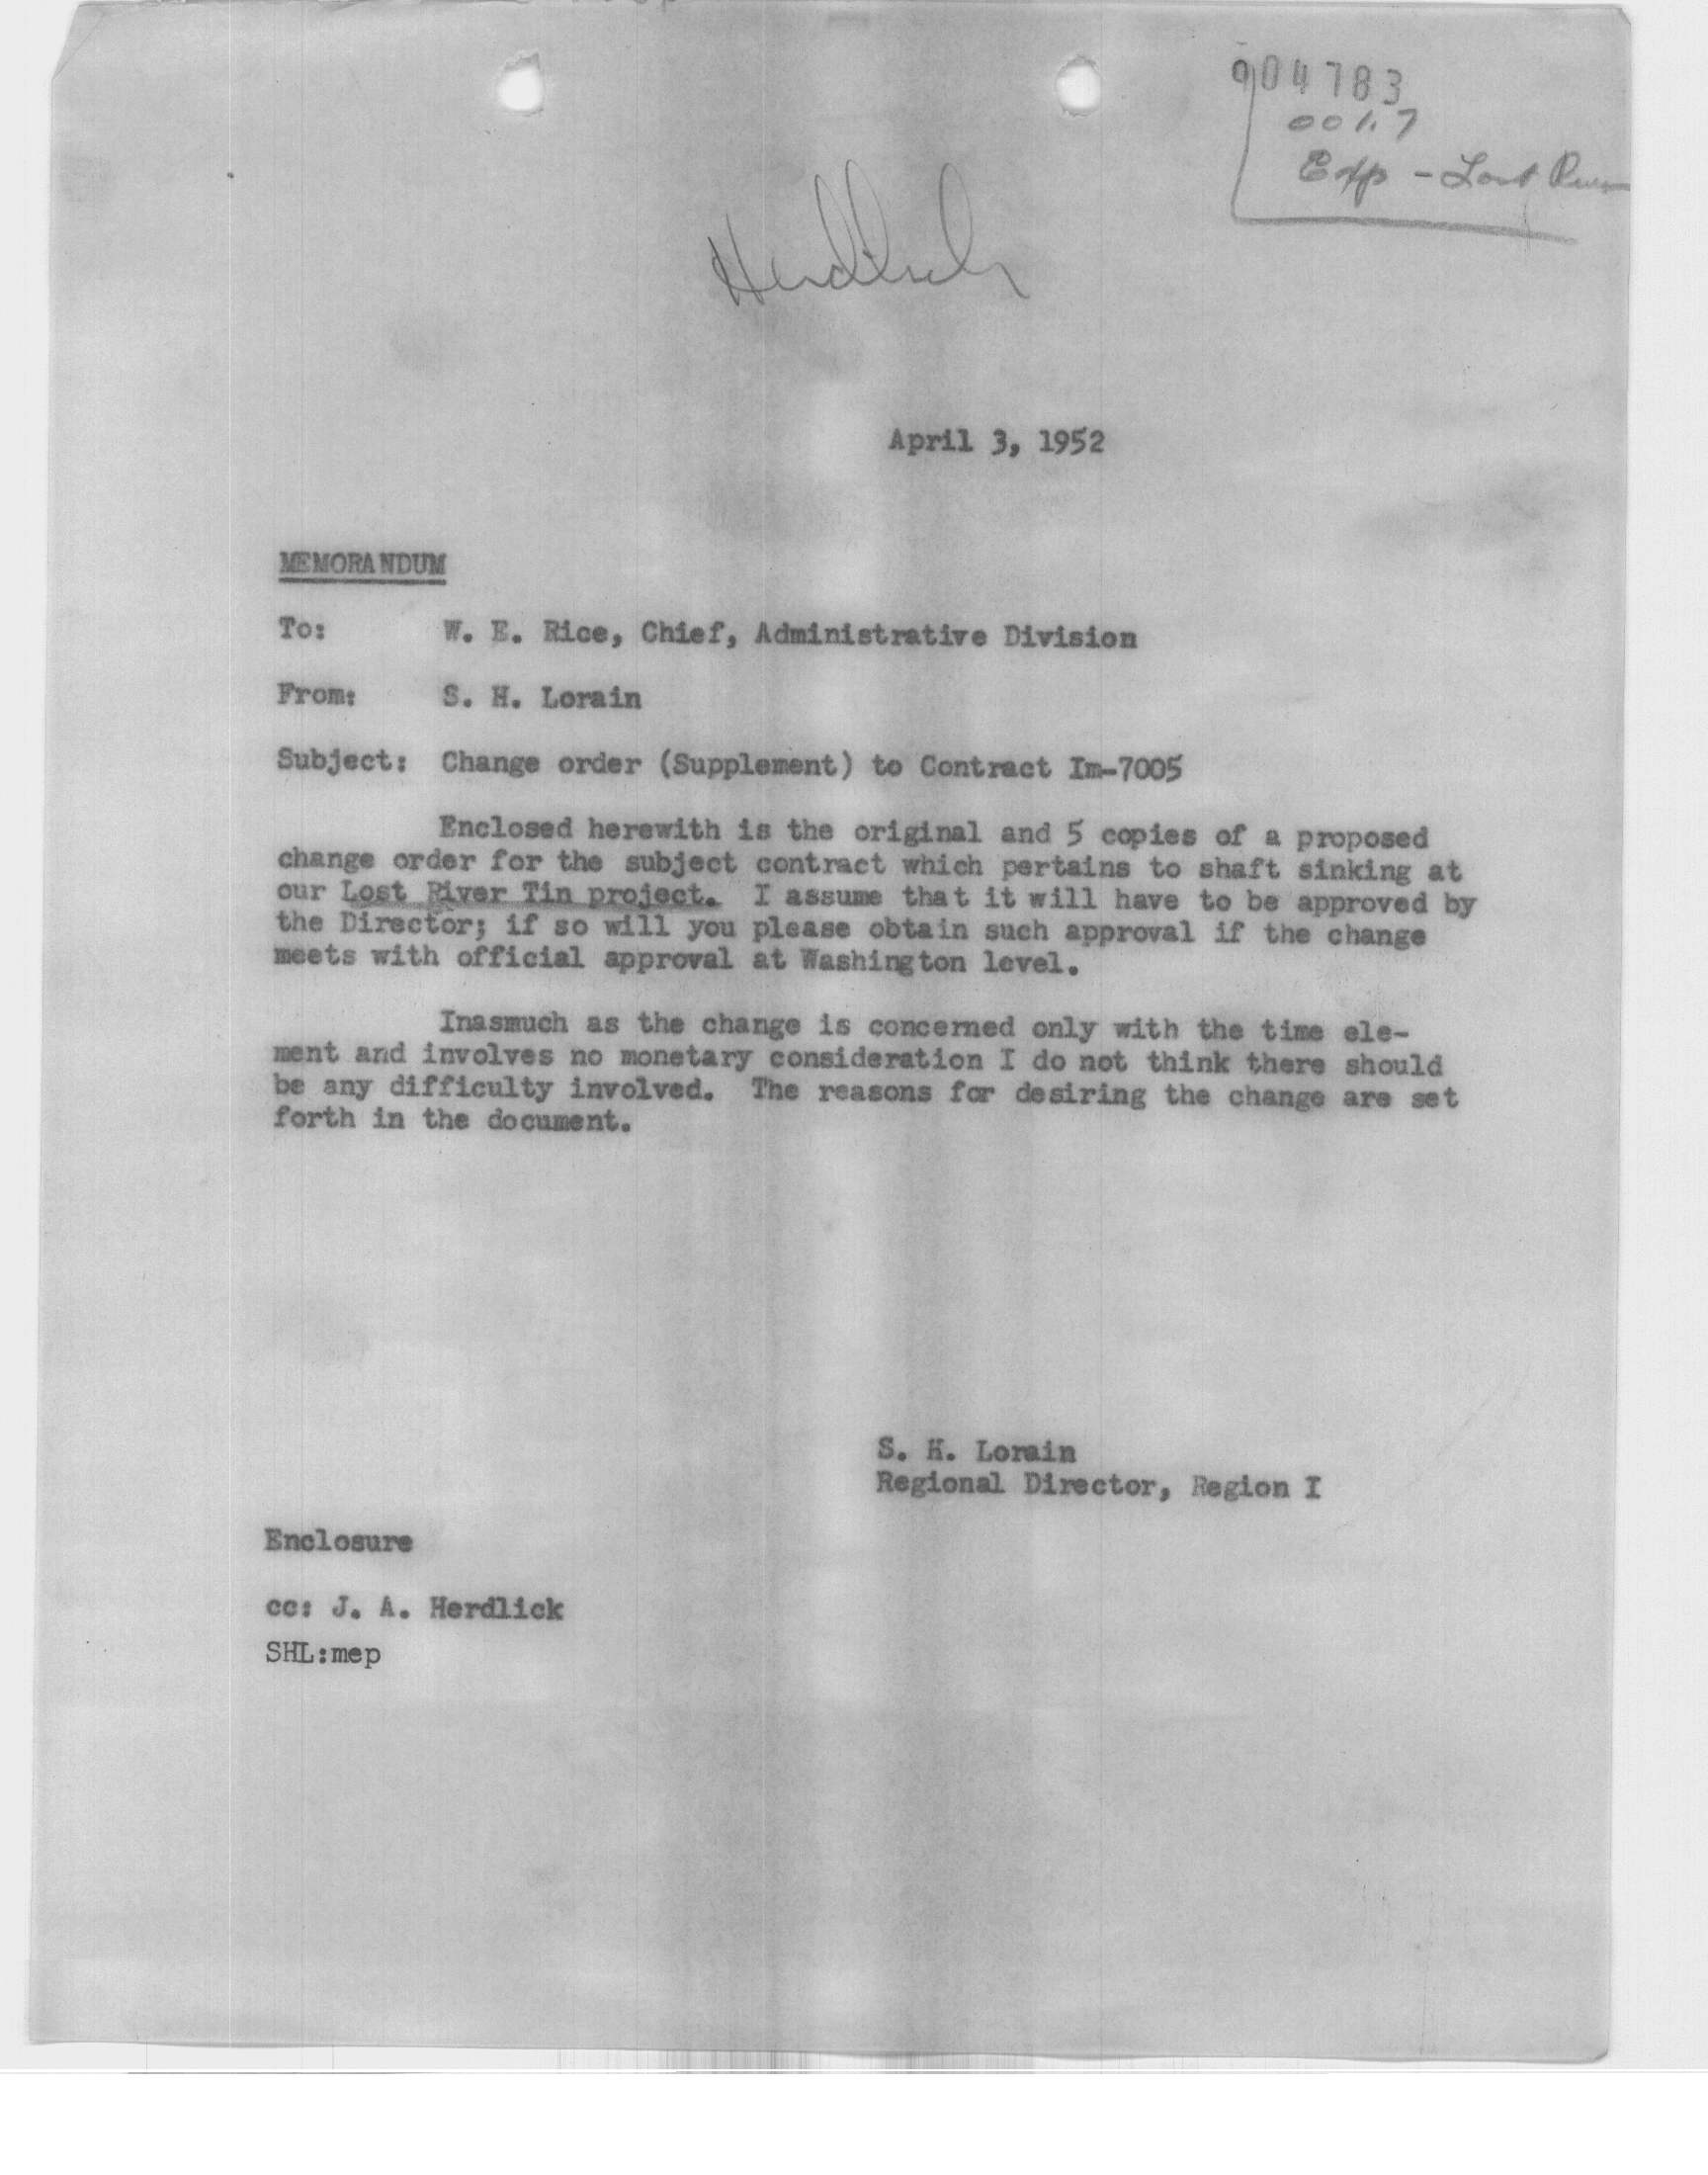 004783
Exp - Lost River
Herdlick
April 3, 1952
MEMORANDUM
To: W. E. Rice, Chief, Administrative Division
From: S. H. Lorain
Subject: Change order (Supplement) to Contract Im-7005
Enclosed herewith is the original and 5 copies of a proposed
change order for the subject contract which pertains to shaft sinking at
our Lost River Tin project. I assume that it will have to be approved by
the Director; if so will you please obtain such approval if the change
meets with official approval at Washington level.
Inasmuch as the change is concerned only with the time ele-
ment and involves no monetary consideration I do not think there should
be any difficulty involved. The reasons for desiring the change are set
forth in the document.
S. H. Lorain
Regional Director, Region I
Enclosure
cc: J. A. Herdlick
SHL:mep